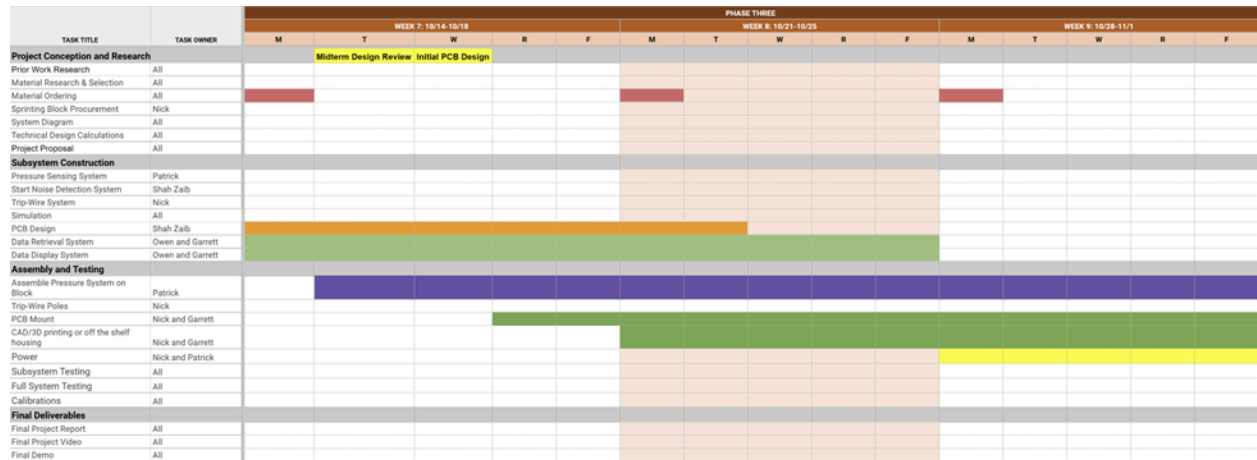 PHASE THREE
WEEK 7: 10/14-10/18 WEEK 8: 10/21-10/25 WEEK 9: 10/28-11/1
TASK TITLE TASK OWNER M T W R F M T W R F M T W R F
Project Conception and Research Midterm Design Review Initial PCB Design
Prior Work Research All
Material Research & Selection All
Material Ordering All
Sprinting Block Procurement Nick
System Diagram All
Technical Design Calculations All
Project Proposal All
Subsystem Construction
Pressure Sensing System Patrick
Start Noise Detection System Shah Zaib
Trip-Wire System Nick
Simulation All
PCB Design Shah Zaib
Data Retrieval System Owen and Garrett
Data Display System Owen and Garrett
Assembly and Testing
Assemble Pressure System on
Block Patrick
Trip-Wire Poles Nick
PCB Mount Nick and Garrett
CAD/3D printing or off the shelf
housing Nick and Garrett
Power Nick and Patrick
Subsystem Testing All
Full System Testing All
Calibrations All
Final Deliverables
Final Project Report All
Final Project Video All
Final Demo All